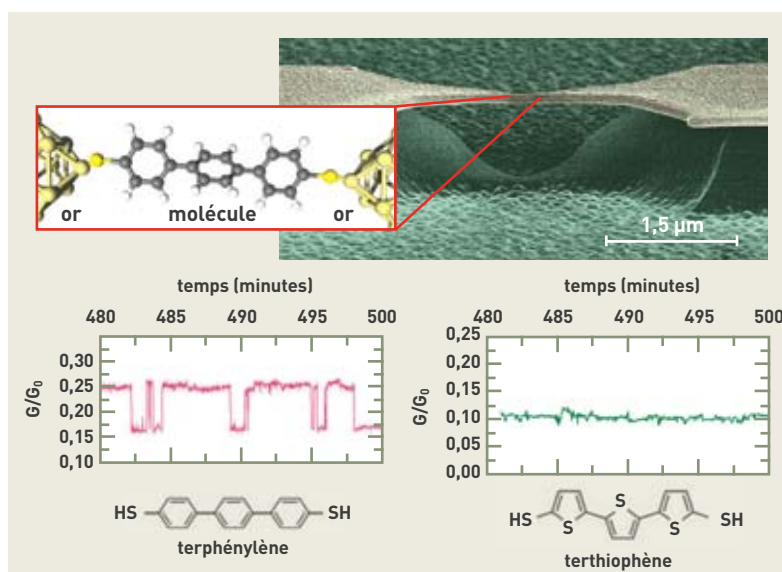 or molécule or
1,5 µm
temps (minutes)
480 485 490 495 500
0,30
0,25
0,20
0,15
0,10
G/G0
HS SH
terphénylène
temps (minutes)
480 485 490 495 500
0,25
0,20
0,15
0,10
0,05
0,00
G/G0
S
HS S S SH
terthiophène